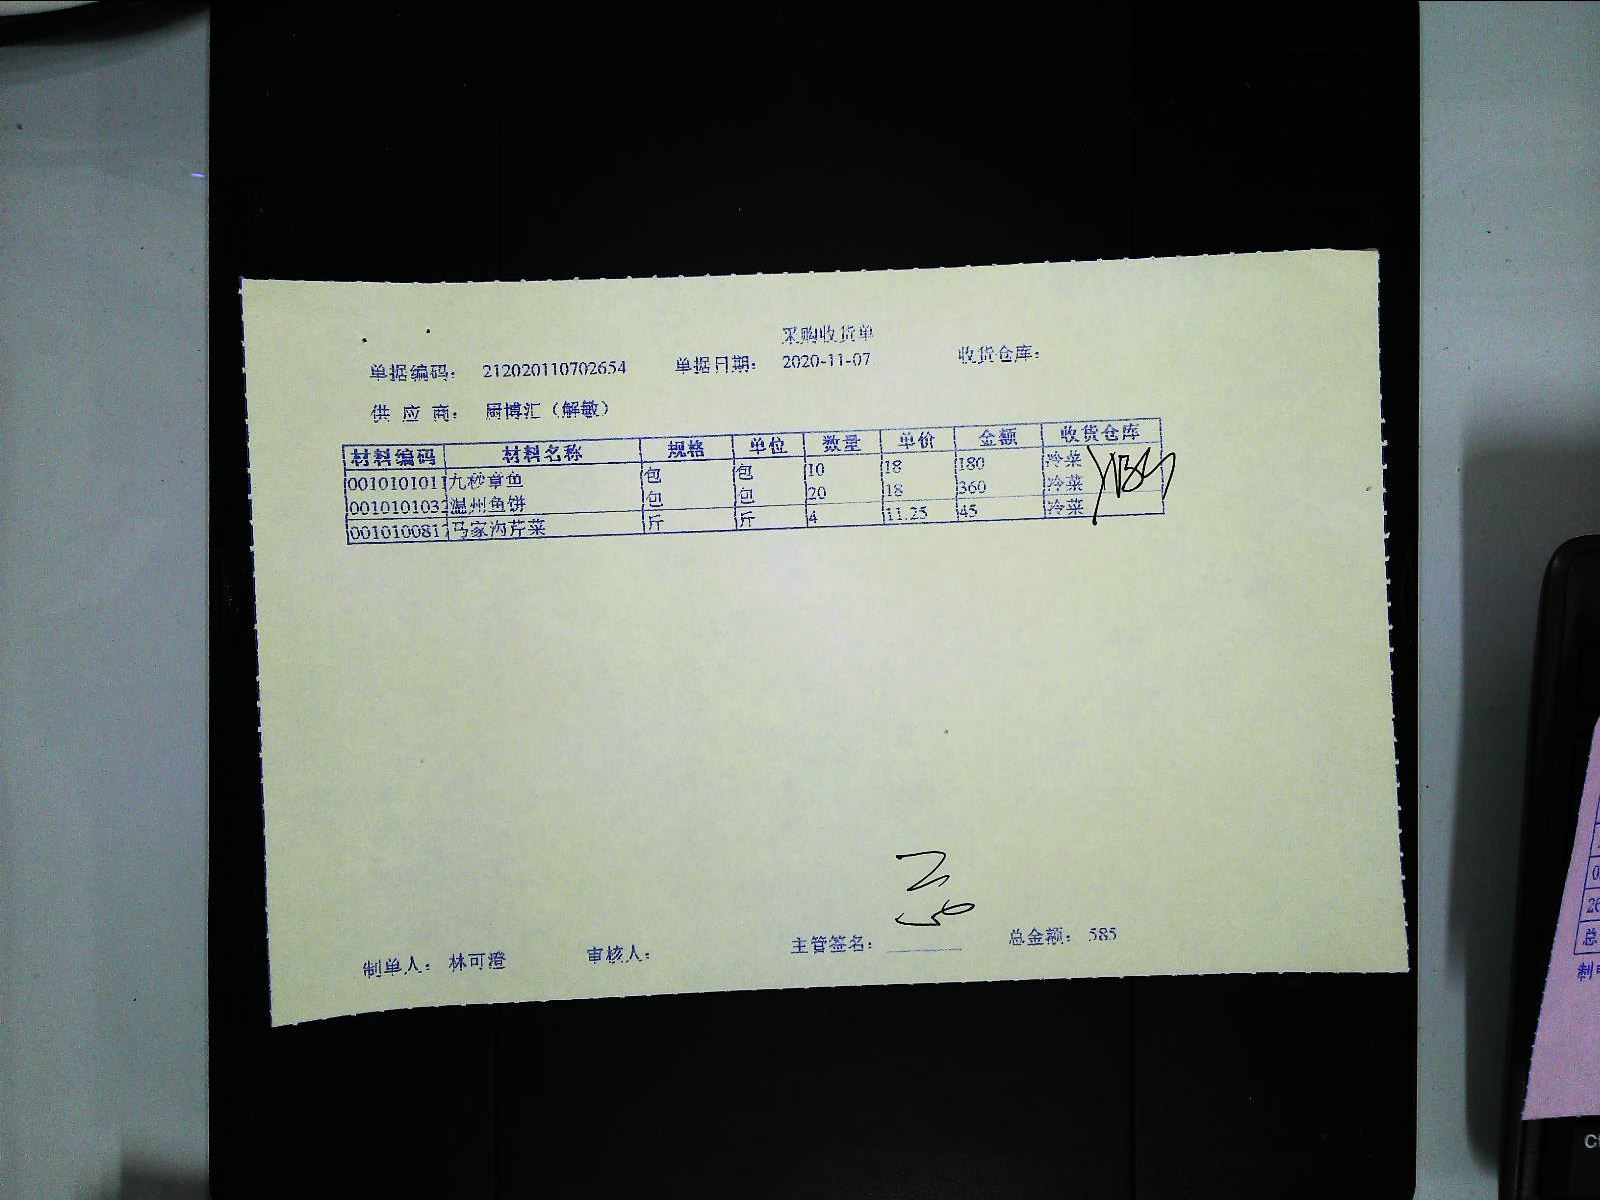 采购收货单
单据编码： 212020110702654 单据日期： 2020-11-07 收货仓库：
供 应 商： 厨博汇（解敏）
材料编码 材料名称 规格 单位 数量 单价 金额 收货仓库
0010101011 九秒章鱼 包 包 10 18 180 冷菜
0010101032 温州鱼饼 包 包 20 18 360 冷菜
0010100817 马家沟芹菜 斤 斤 4 11.25 45 冷菜
制单人： 林可澄 审核人： 主管签名： 总金额： 585